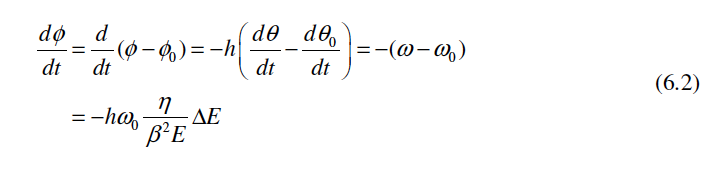 dϕ/dt = d/dt (ϕ − ϕ₀) = −h(dθ/dt − dθ₀/dt) = −(ω − ω₀)
(6.2)
= −hω₀ η/β²E ΔE